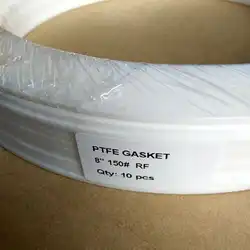 PTFE GASKET
8" 150# RF
Qty: 10 pcs